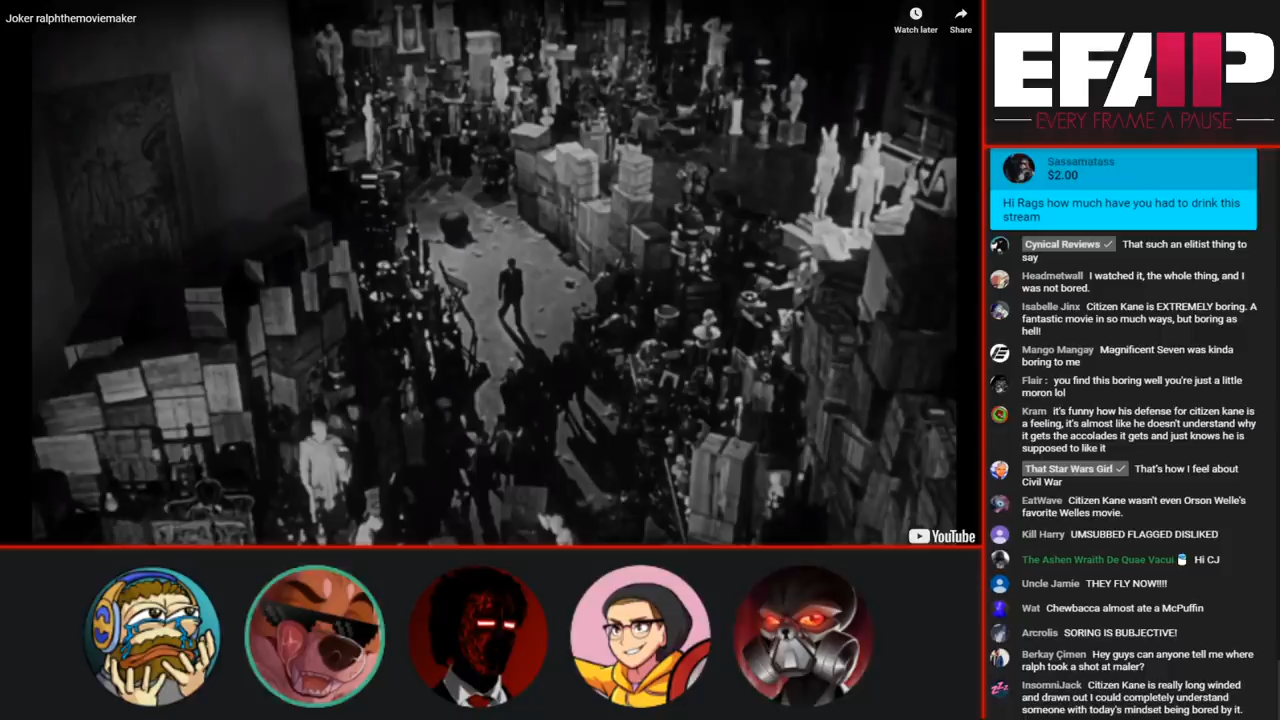 Joker ralphthemoviemaker
Watch later
Share
YouTube
EFAP
EVERY FRAME A PAUSE
Sassamatass
$2.00
Hi Rags how much have you had to drink this
stream
Cynical Reviews ✓ That such an elitist thing to
say
Headmetwall I watched it, the whole thing, and I
was not bored.
Isabelle Jinx Citizen Kane is EXTREMELY boring. A
fantastic movie in so much ways, but boring as
hell!
Mango Mangay Magnificent Seven was kinda
boring to me
Flair : you find this boring well you're just a little
moron lol
Kram it's funny how his defense for citizen kane is
a feeling, it's almost like he doesn't understand why
it gets the accolades it gets and just knows he is
supposed to like it
That Star Wars Girl ✓ That's how I feel about
Civil War
EatWave Citizen Kane wasn't even Orson Welle's
favorite Welles movie.
Kill Harry UMSUBBED FLAGGED DISLIKED
The Ashen Wraith De Quae Vacui Hi CJ
Uncle Jamie THEY FLY NOW!!!!
Wat Chewbacca almost ate a McPuffin
Arcrolis SORING IS BUBJECTIVE!
Berkay Çimen Hey guys can anyone tell me where
ralph took a shot at maler?
InsomniJack Citizen Kane is really long winded
and drawn out I could completely understand
someone with today's mindset being bored by it.